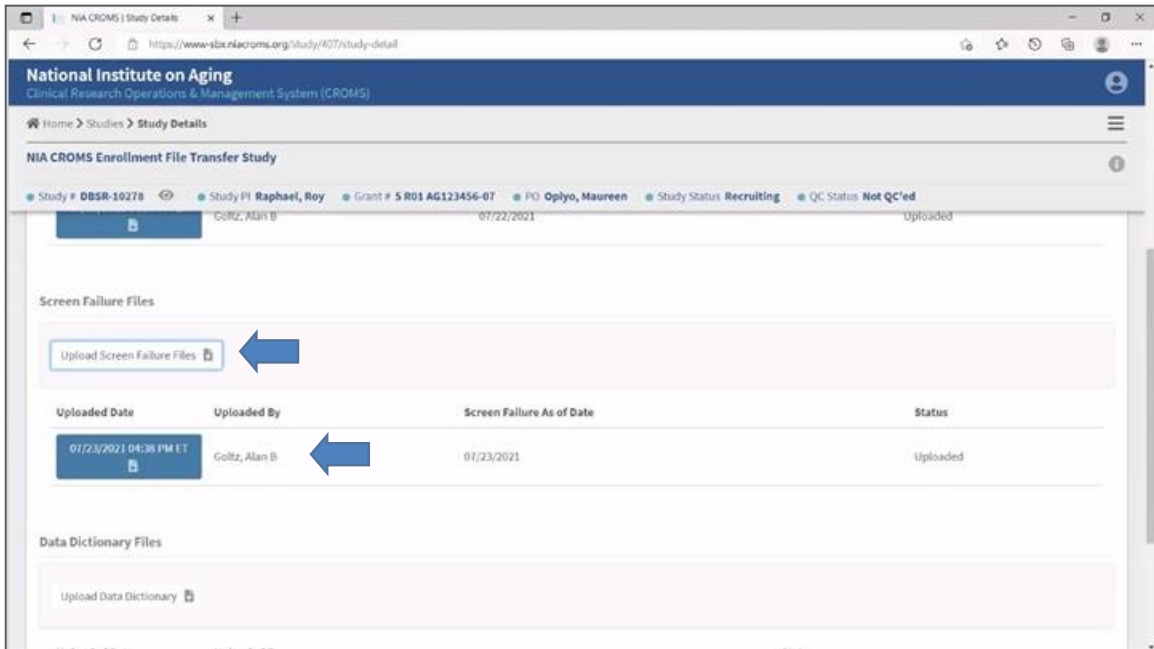 NIA CROMS | Study Details
https://www-sbx.niacroms.org/study/407/study-detail
National Institute on Aging
Clinical Research Operations & Management System (CROMS)
Home > Studies > Study Details
NIA CROMS Enrollment File Transfer Study
Study # DBSR-10278 Study PI Raphael, Roy Grant # 5 R01 AG123456-07 PO Opiyo, Maureen Study Status Recruiting QC Status Not QC'ed
Goltz, Alan B 07/22/2021 Uploaded
Screen Failure Files
Upload Screen Failure Files
Uploaded Date Uploaded By Screen Failure As of Date Status
07/23/2021 04:38 PM ET Goltz, Alan B 07/23/2021 Uploaded
Data Dictionary Files
Upload Data Dictionary